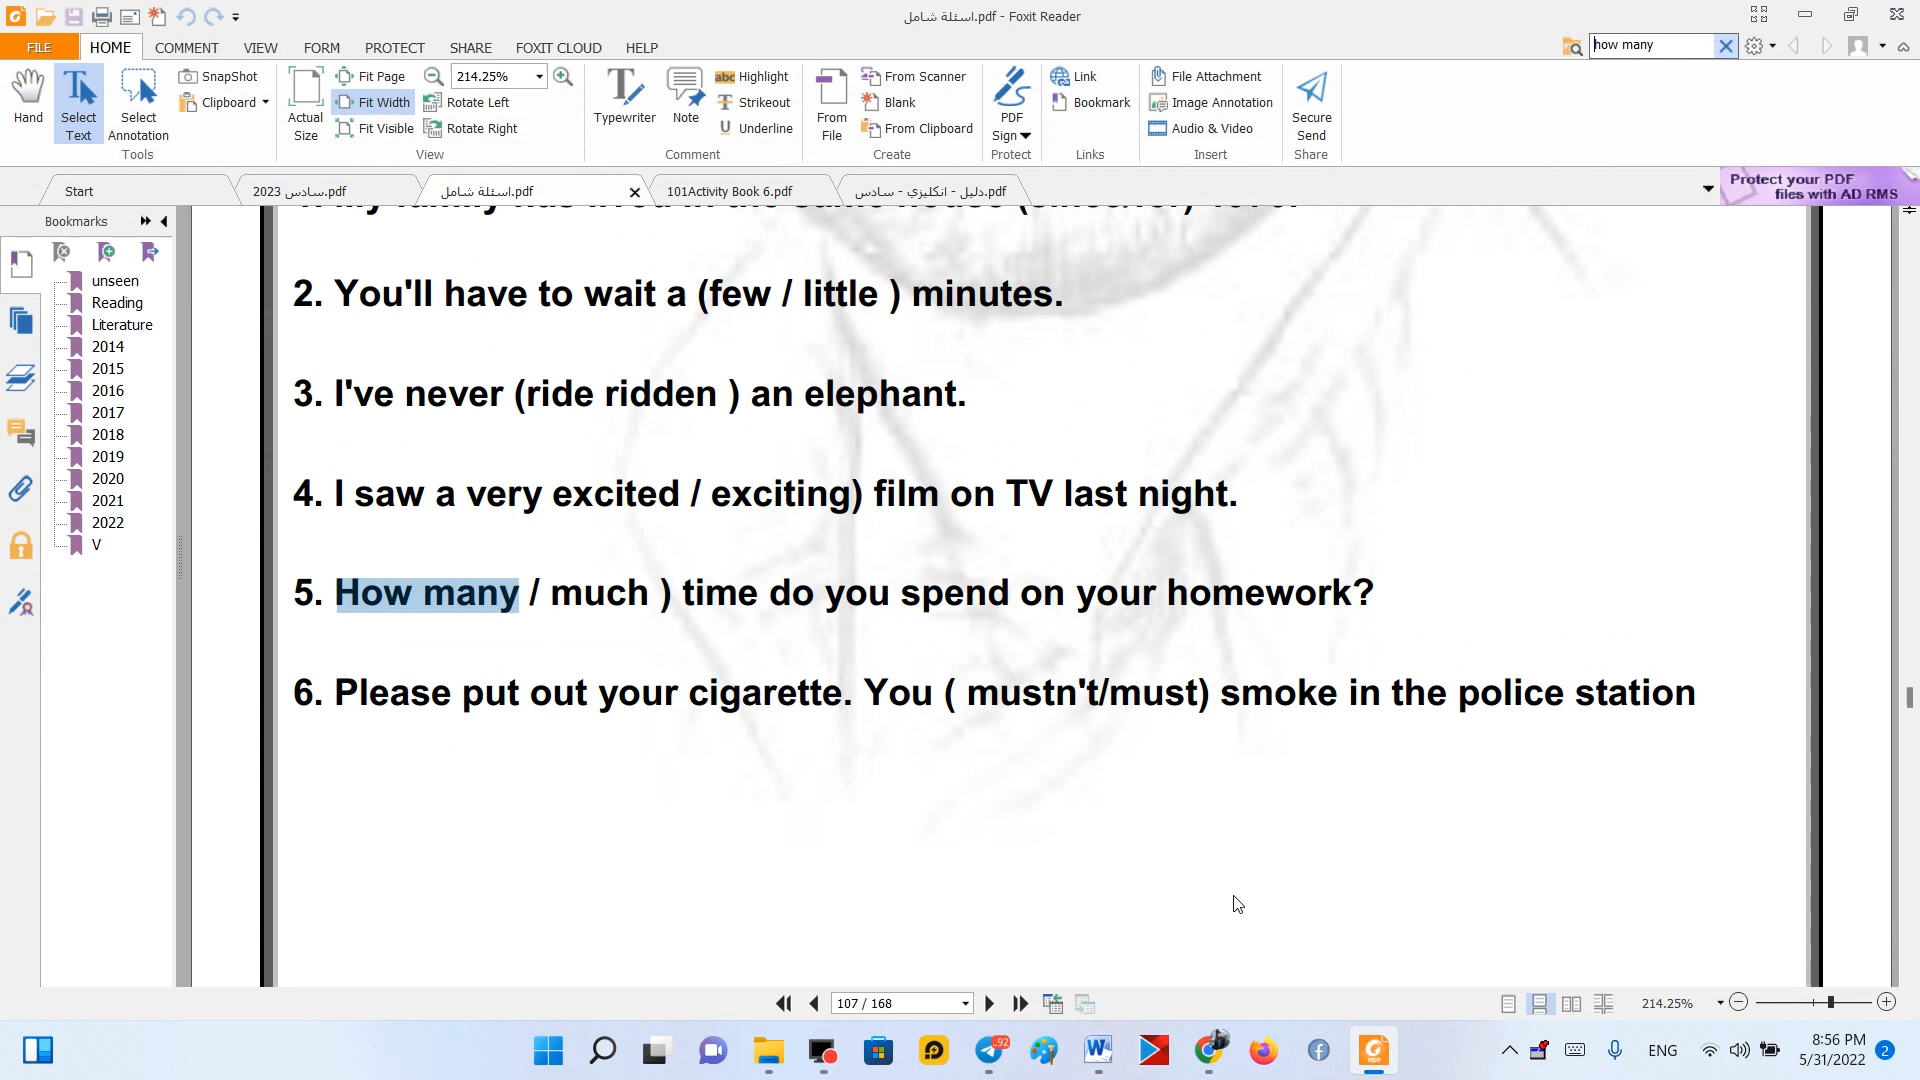 اسئلة شامل.pdf - Foxit Reader
FILE HOME COMMENT VIEW FORM PROTECT SHARE FOXIT CLOUD HELP
how many
Hand
Select Text
Select Annotation
SnapShot
Clipboard
Tools
Actual Size
Fit Page
Fit Width
Fit Visible
214.25%
Rotate Left
Rotate Right
View
Typewriter
Note
Highlight
Strikeout
Underline
Comment
From File
From Scanner
Blank
From Clipboard
Create
PDF Sign
Protect
Link
Bookmark
Links
File Attachment
Image Annotation
Audio & Video
Insert
Secure Send
Share
Start
سادس 2023.pdf
اسئلة شامل.pdf
101Activity Book 6.pdf
دليل - انكليزي - سادس.pdf
Protect your PDF
files with AD RMS
Bookmarks
unseen
Reading
Literature
2014
2015
2016
2017
2018
2019
2020
2021
2022
V
2. You'll have to wait a (few / little ) minutes.
3. I've never (ride ridden ) an elephant.
4. I saw a very excited / exciting) film on TV last night.
5. How many / much ) time do you spend on your homework?
6. Please put out your cigarette. You ( mustn't/must) smoke in the police station
107 / 168
214.25%
..92
ENG
8:56 PM
5/31/2022
2